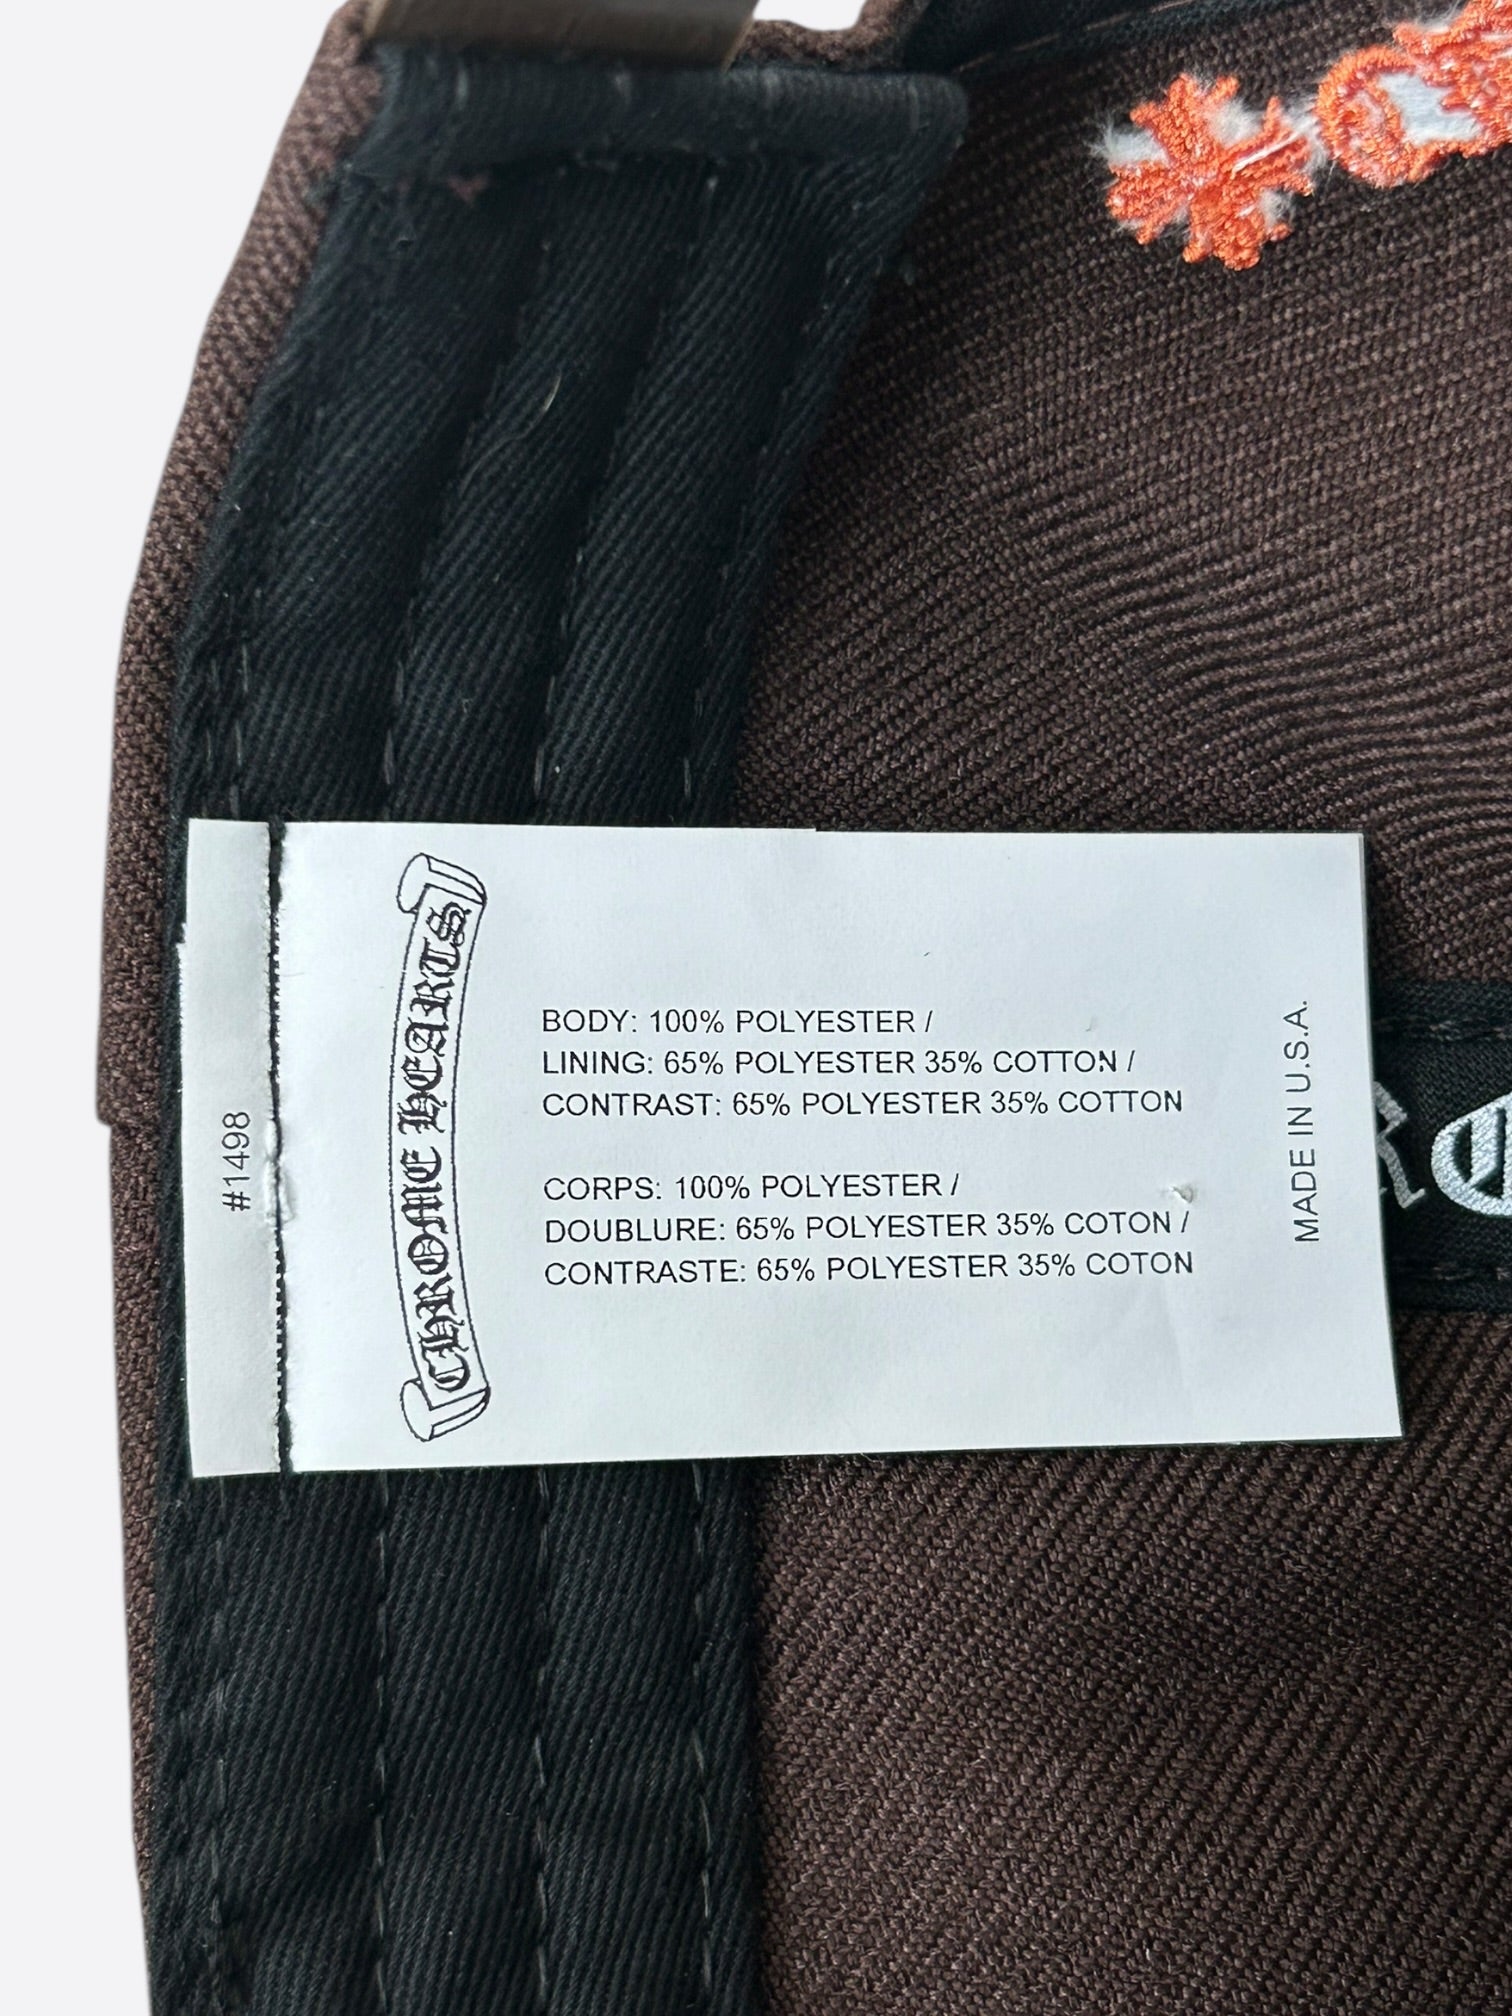 #1498
CHROME HEARTS
BODY: 100% POLYESTER /
LINING: 65% POLYESTER 35% COTTON /
CONTRAST: 65% POLYESTER 35% COTTON
CORPS: 100% POLYESTER /
DOUBLURE: 65% POLYESTER 35% COTON /
CONTRASTE: 65% POLYESTER 35% COTON
MADE IN U.S.A.